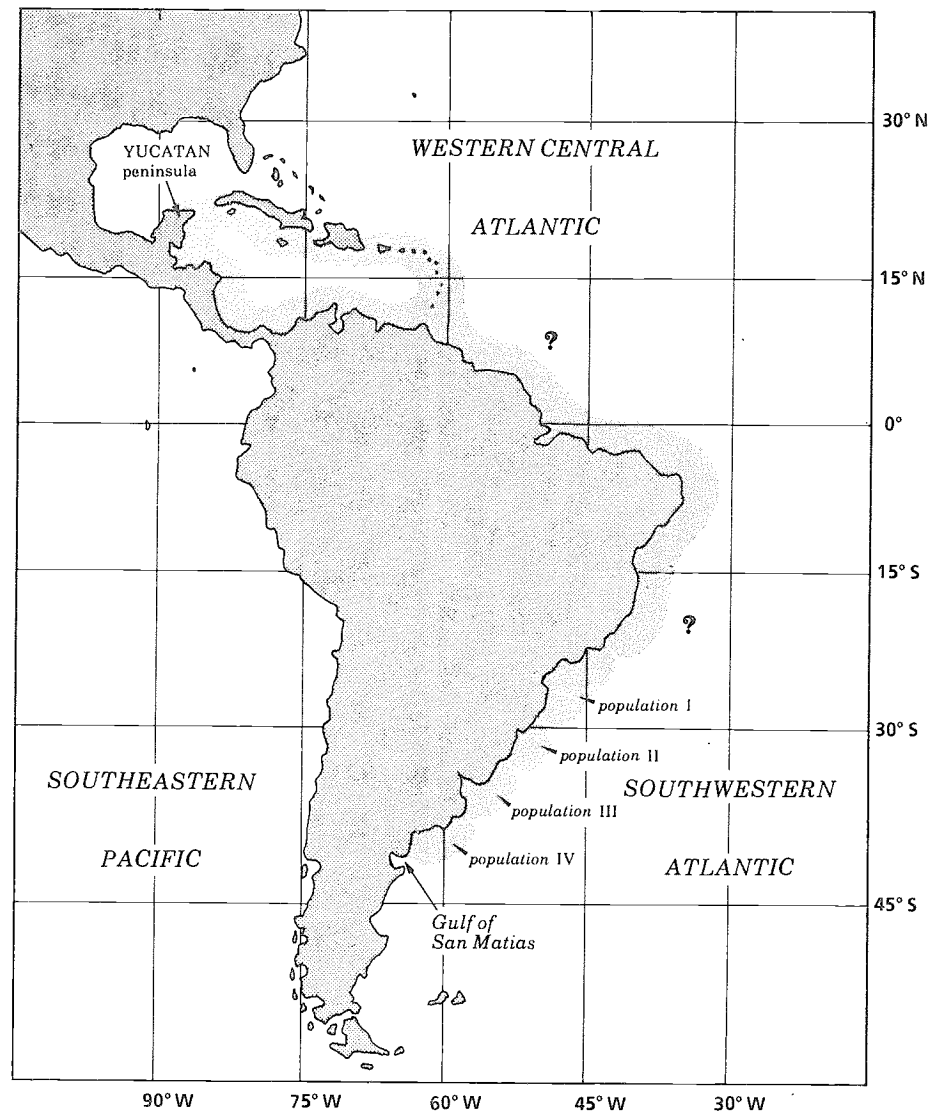 30° N
WESTERN CENTRAL
YUCATAN
peninsula
ATLANTIC
15° N
?
0°
15° S
?
population I
30° S
population II
SOUTHEASTERN
SOUTHWESTERN
population III
PACIFIC
population IV
ATLANTIC
45° S
Gulf of
San Matias
90° W
75° W
60° W
45° W
30° W